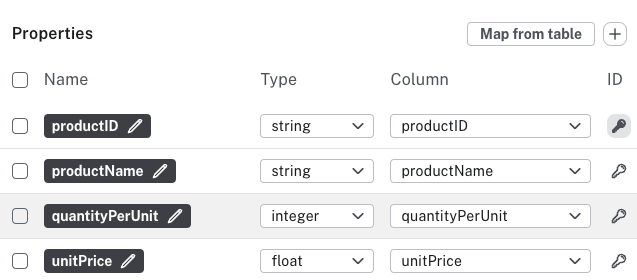 Properties Map from table
Name Type Column ID
productID string productID
productName string productName
quantityPerUnit integer quantityPerUnit
unitPrice float unitPrice